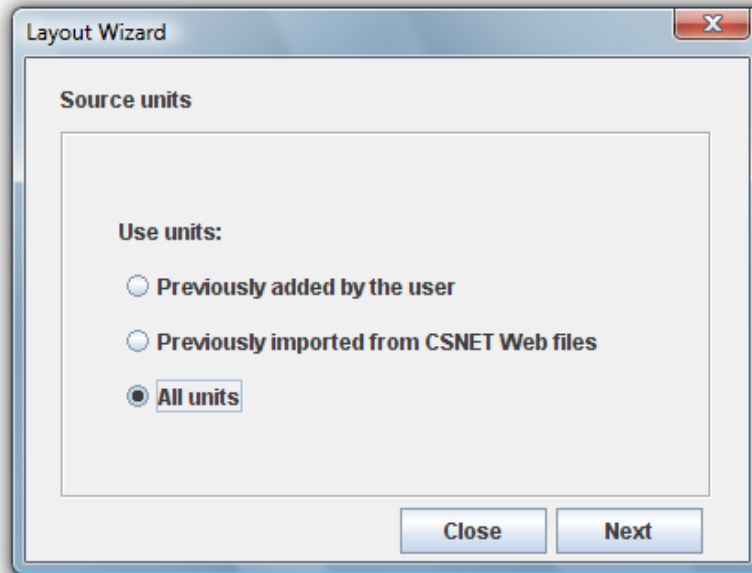 Layout Wizard
Source units
Use units:
Previously added by the user
Previously imported from CSNET Web files
All units
Close Next